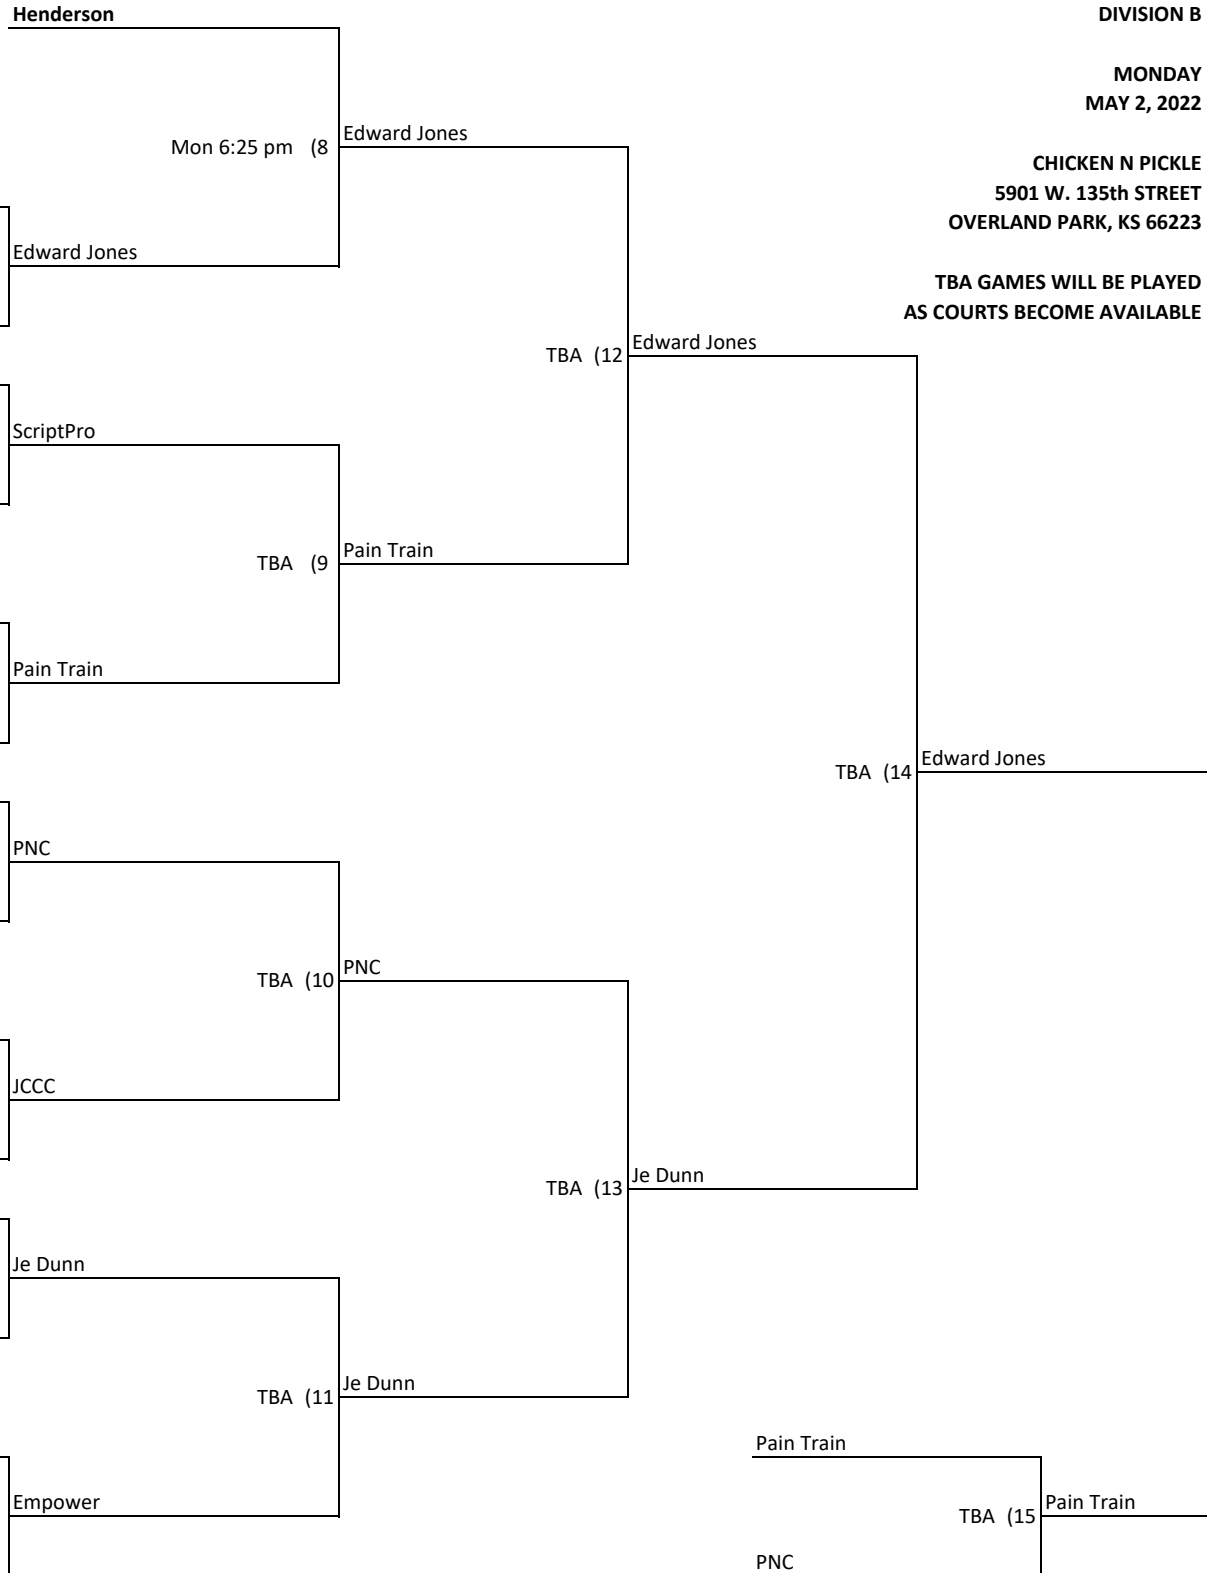 Henderson
DIVISION B
MONDAY
MAY 2, 2022
Mon 6:25 pm (8
Edward Jones
CHICKEN N PICKLE
5901 W. 135th STREET
OVERLAND PARK, KS 66223
Edward Jones
TBA GAMES WILL BE PLAYED
AS COURTS BECOME AVAILABLE
TBA (12
Edward Jones
ScriptPro
TBA (9
Pain Train
Pain Train
TBA (14
Edward Jones
PNC
TBA (10
PNC
JCCC
TBA (13
Je Dunn
Je Dunn
TBA (11
Je Dunn
Pain Train
Empower
TBA (15
Pain Train
PNC